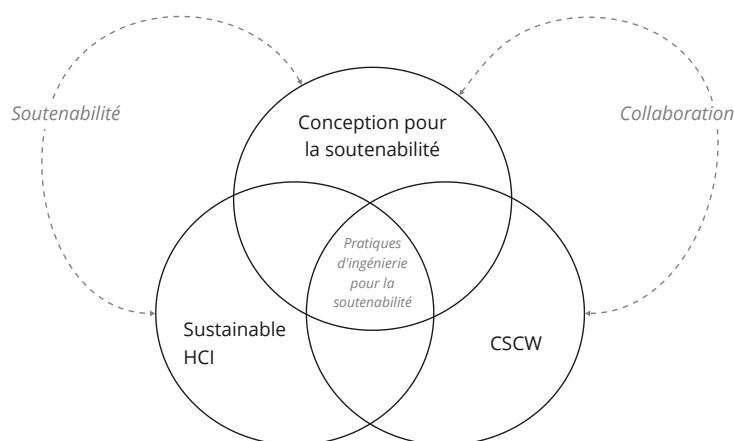 Soutenabilité
Collaboration
Conception pour
la soutenabilité
Pratiques
d'ingénierie
pour la
soutenabilité
Sustainable
HCI
CSCW